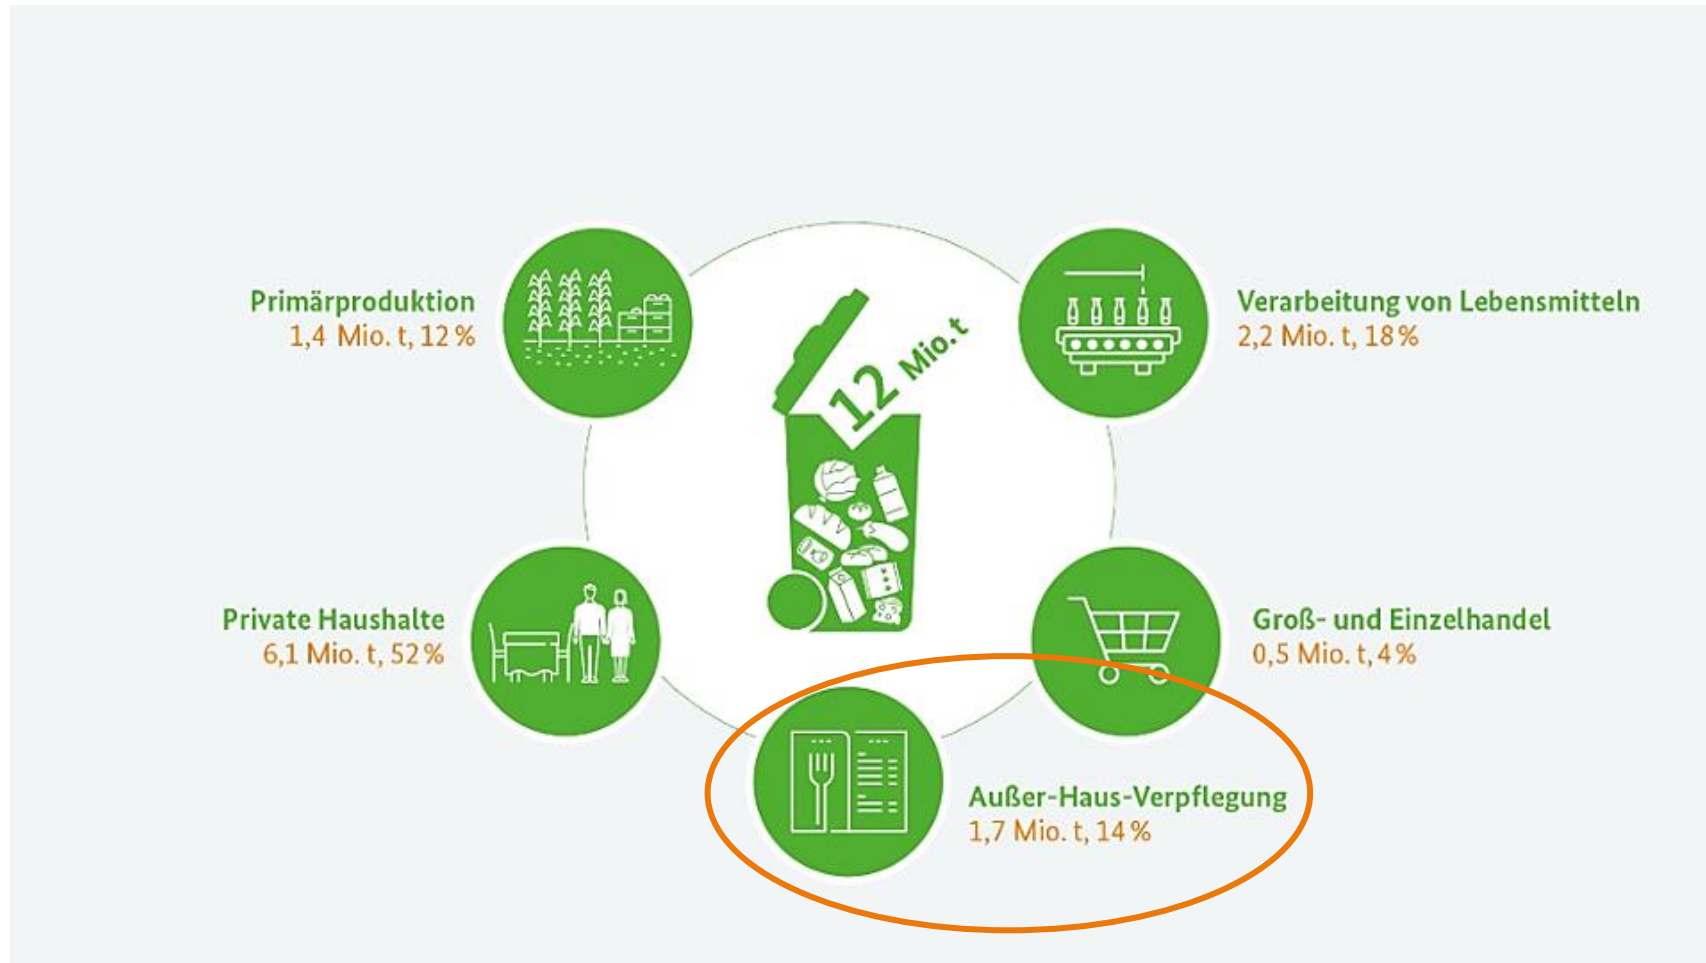 Primärproduktion
1,4 Mio. t, 12 %
Verarbeitung von Lebensmitteln
2,2 Mio. t, 18 %
12 Mio. t
Private Haushalte
6,1 Mio. t, 52 %
Groß- und Einzelhandel
0,5 Mio. t, 4 %
Außer-Haus-Verpflegung
1,7 Mio. t, 14 %